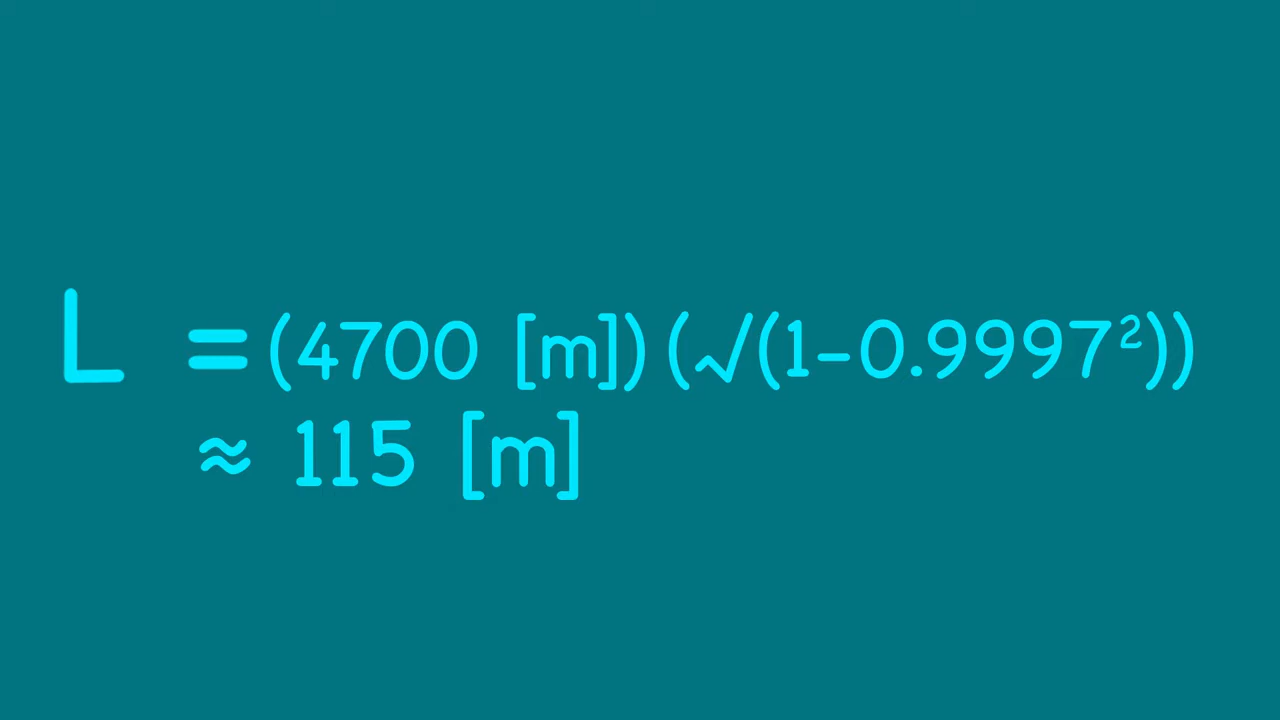 L = (4700 [m]) (√(1-0.9997²))
≈ 115 [m]